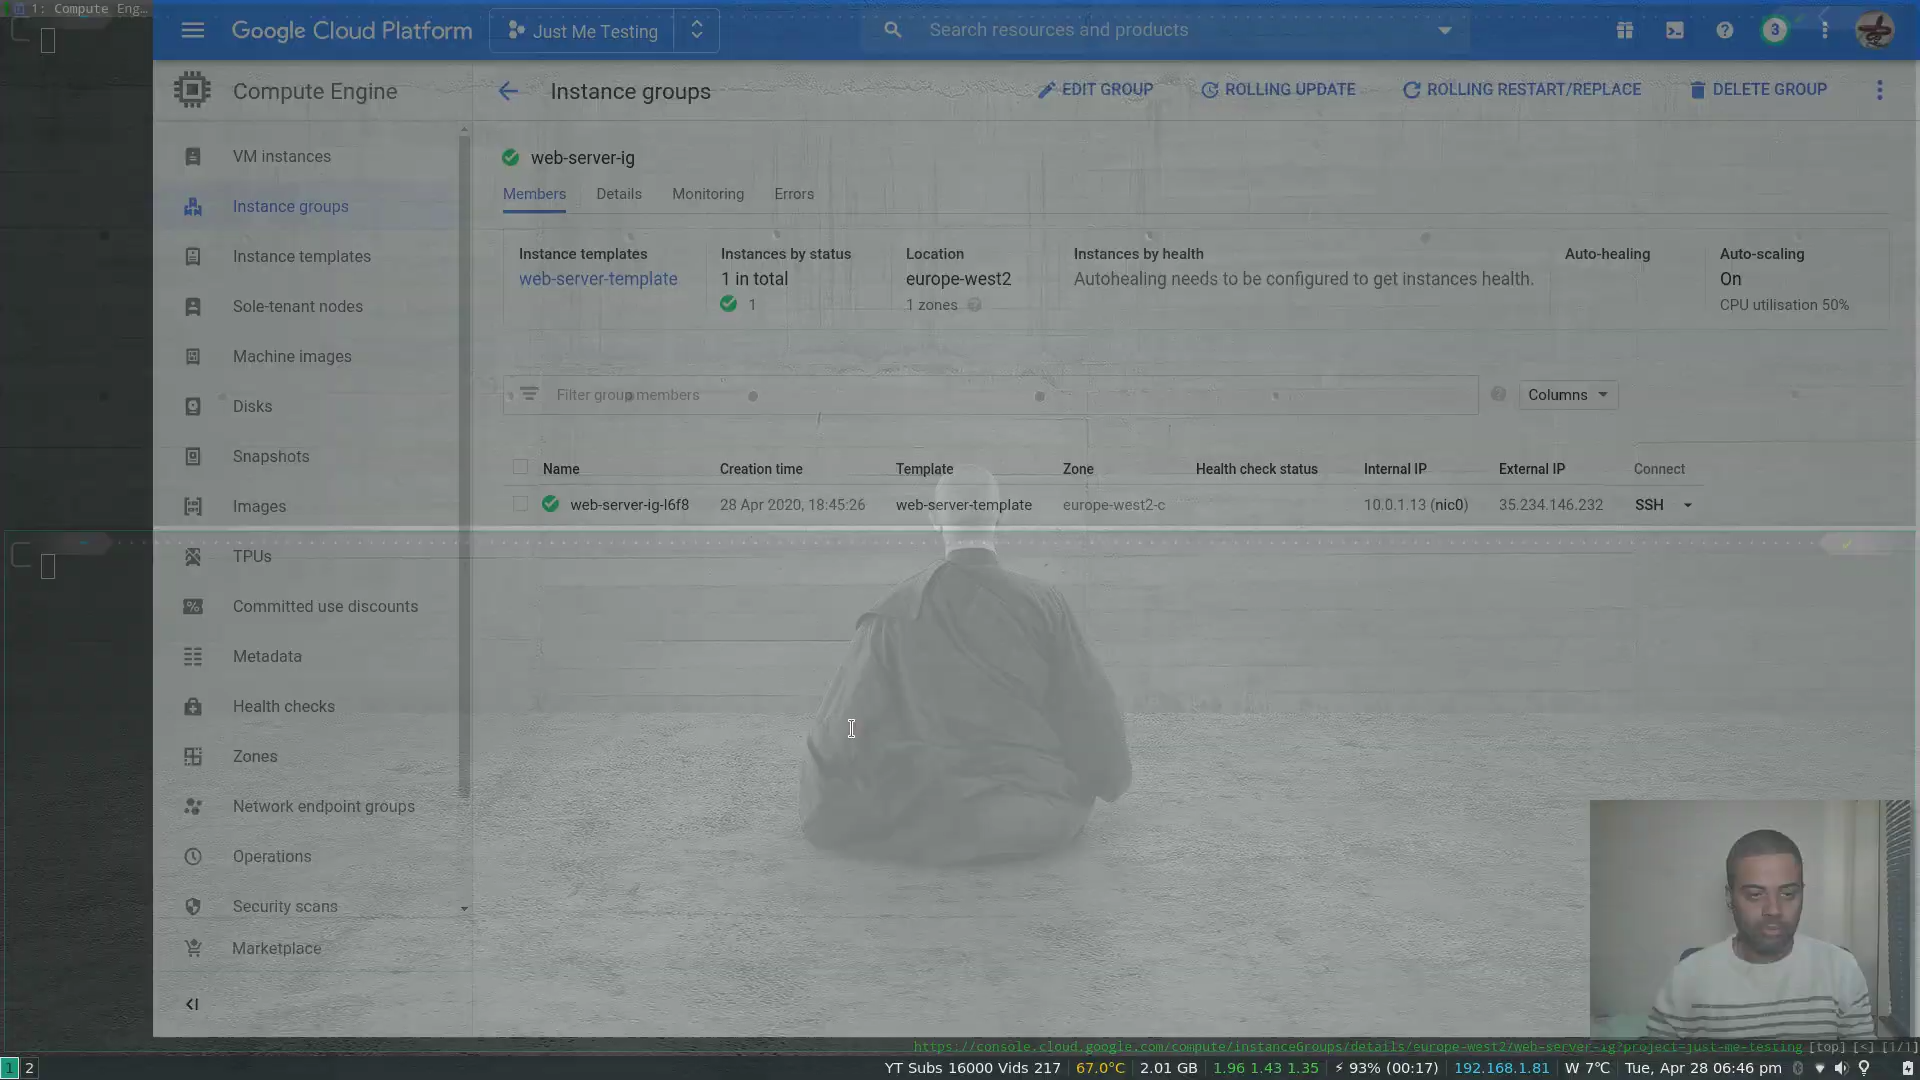 1: Compute Eng…
Google Cloud Platform
Just Me Testing
Search resources and products
3
Compute Engine
Instance groups
EDIT GROUP
ROLLING UPDATE
ROLLING RESTART/REPLACE
DELETE GROUP
VM instances
Instance groups
Instance templates
Sole-tenant nodes
Machine images
Disks
Snapshots
Images
TPUs
Committed use discounts
Metadata
Health checks
Zones
Network endpoint groups
Operations
Security scans
Marketplace
web-server-ig
Members Details Monitoring Errors
Instance templates
web-server-template
Instances by status
1 in total
1
Location
europe-west2
1 zones
Instances by health
Autohealing needs to be configured to get instances health.
Auto-healing
Auto-scaling
On
CPU utilisation 50%
Filter group members
Columns
Name Creation time Template Zone Health check status Internal IP External IP Connect
web-server-ig-l6f8 28 Apr 2020, 18:45:26 web-server-template europe-west2-c 10.0.1.13 (nic0) 35.234.146.232 SSH
https://console.cloud.google.com/compute/instanceGroups/details/europe-west2/web-server-ig?project=just-me-testing [top] [<] [1/1]
1 2
YT Subs 16000 Vids 217 67.0°C 2.01 GB 1.96 1.43 1.35 ⚡ 93% (00:17) 192.168.1.81 W 7°C Tue, Apr 28 06:46 pm